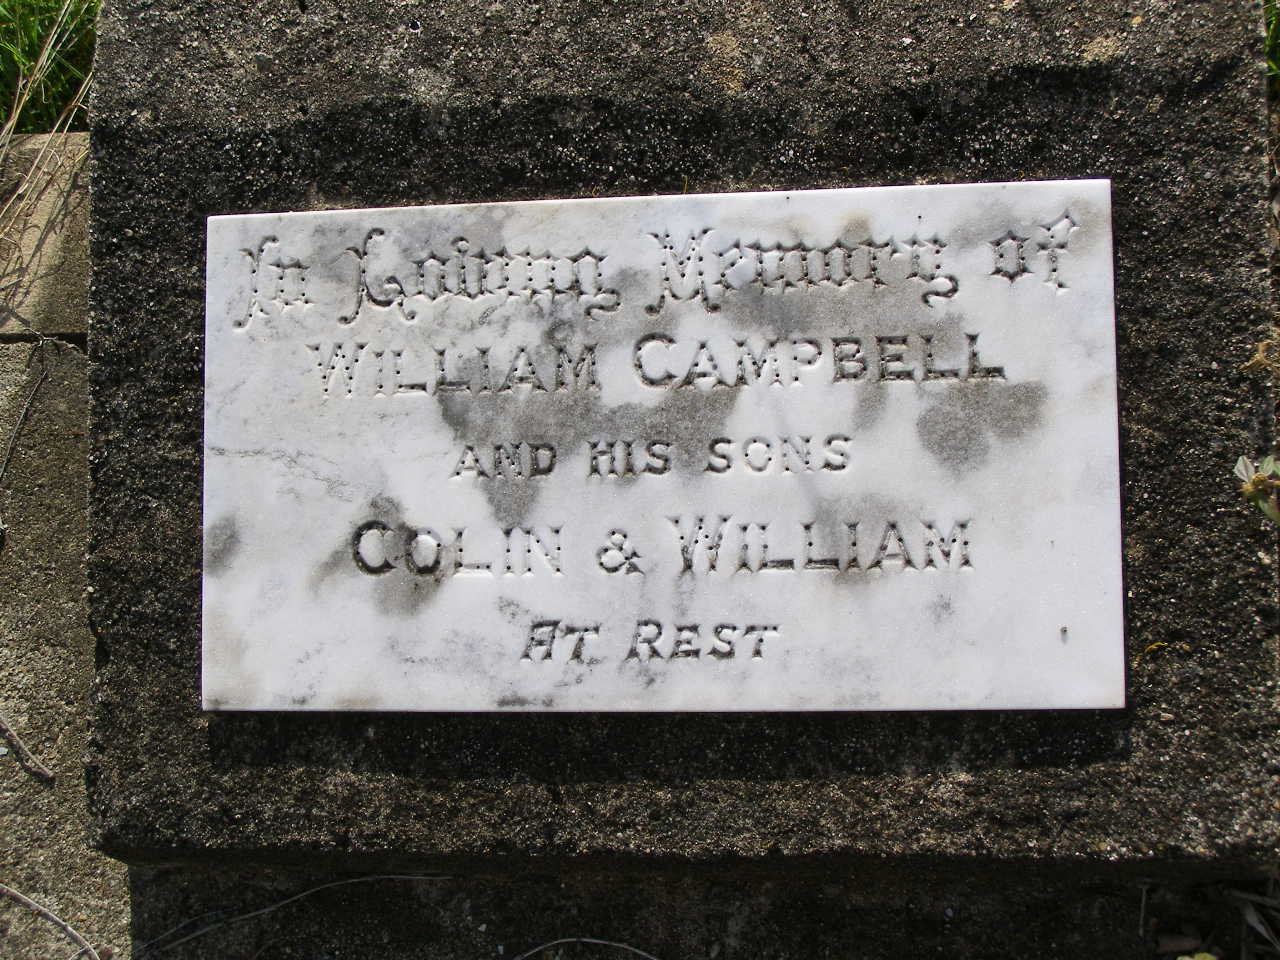 In Loving Memory of
WILLIAM CAMPBELL
AND HIS SONS
COLIN & WILLIAM
AT REST